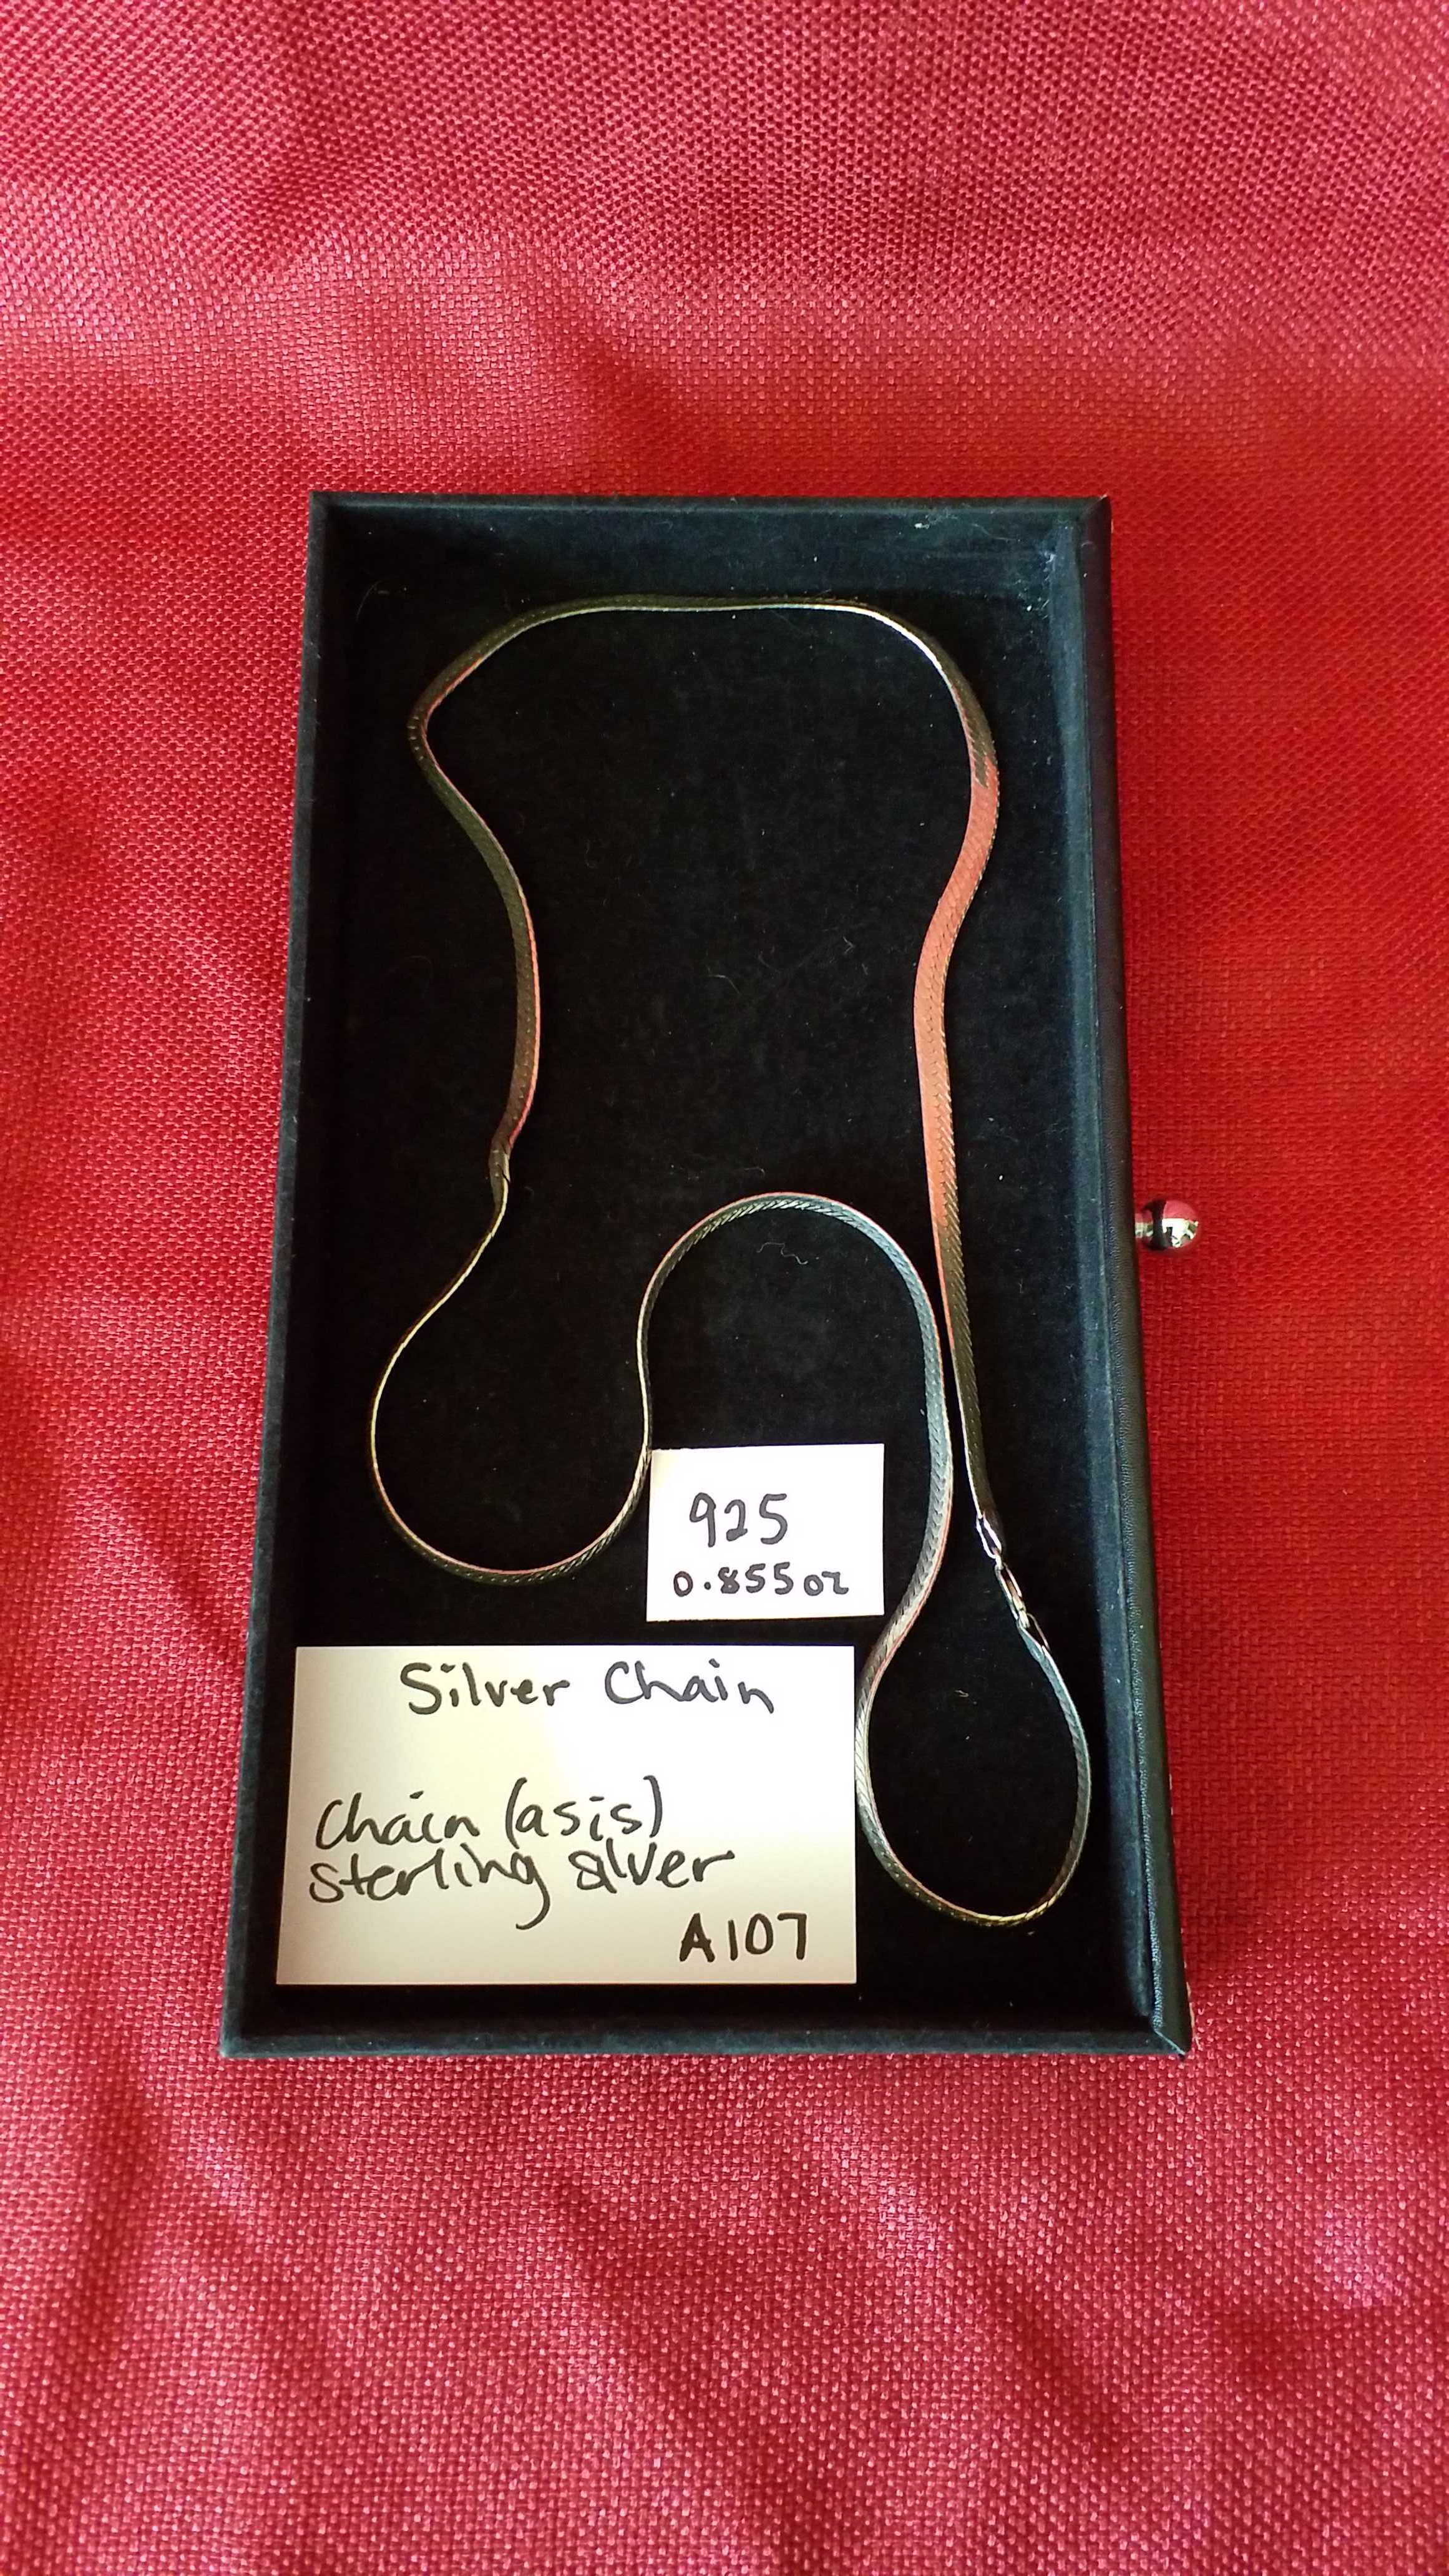 925
0.855oz
Silver Chain
Chain (asis)
sterling silver
A107